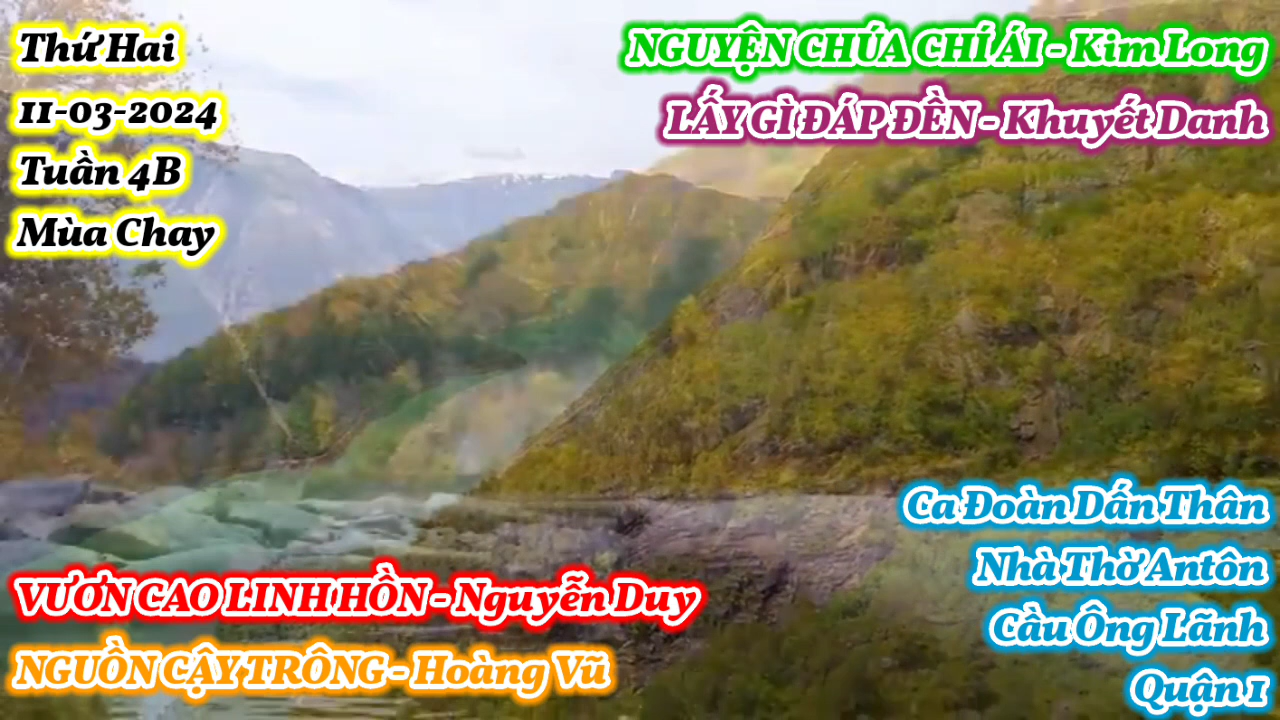 Thứ Hai
11-03-2024
Tuần 4B
Mùa Chay
NGUYỆN CHÚA CHÍ ÁI - Kim Long
LẤY GÌ ĐÁP ĐỀN - Khuyết Danh
VƯƠN CAO LINH HỒN - Nguyễn Duy
NGUỒN CẬY TRÔNG - Hoàng Vũ
Ca Đoàn Dấn Thân
Nhà Thờ Antôn
Cầu Ông Lãnh
Quận 1